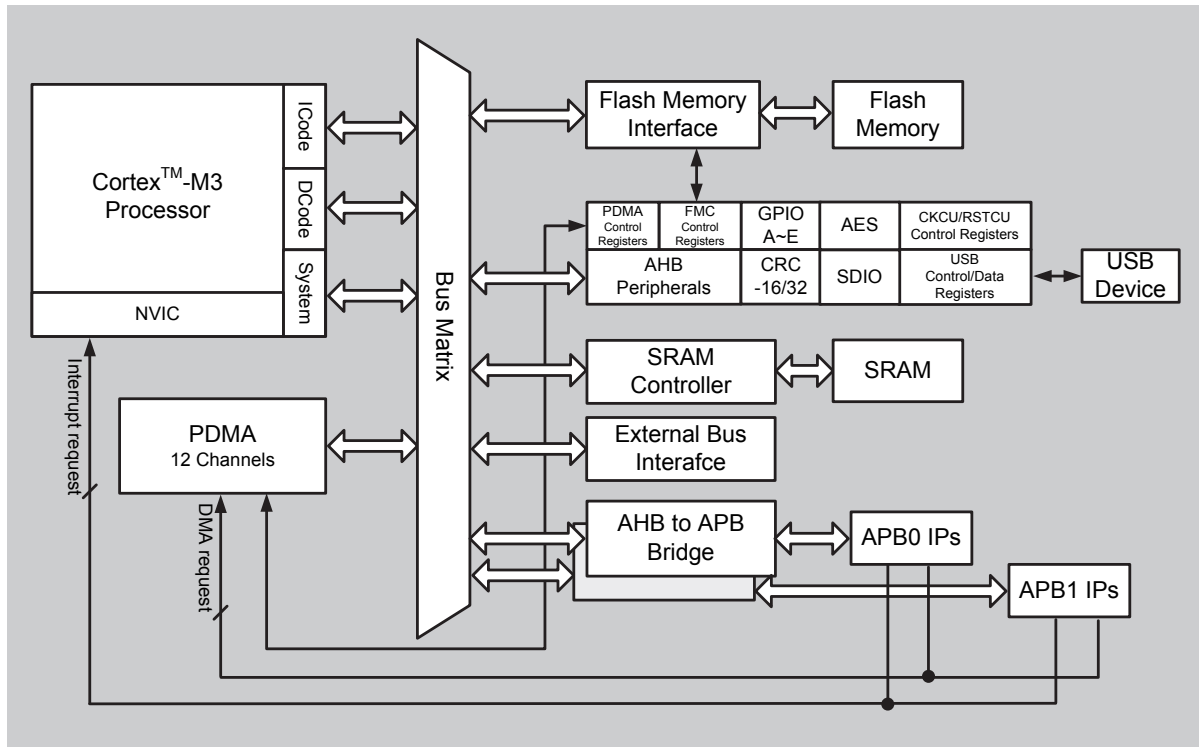 Cortex™-M3
Processor
ICode
DCode
System
NVIC
Interrupt request
PDMA
12 Channels
DMA request
Bus Matrix
Flash Memory
Interface
Flash
Memory
PDMA
Control
Registers
FMC
Control
Registers
GPIO
A~E
AES
CKCU/RSTCU
Control Registers
AHB
Peripherals
CRC
-16/32
SDIO
USB
Control/Data
Registers
USB
Device
SRAM
Controller
SRAM
External Bus
Interafce
AHB to APB
Bridge
APB0 IPs
APB1 IPs